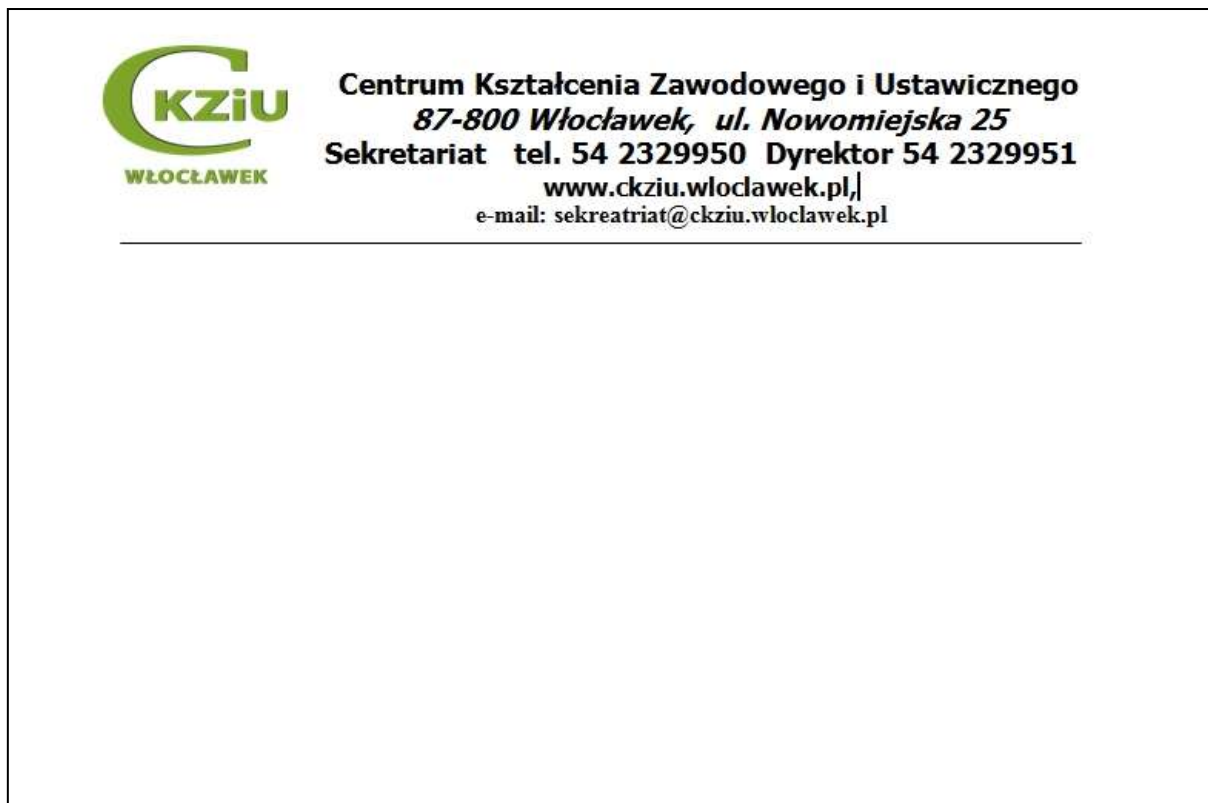 CKZiU
WŁOCŁAWEK
Centrum Kształcenia Zawodowego i Ustawicznego
87-800 Włocławek, ul. Nowomiejska 25
Sekretariat tel. 54 2329950 Dyrektor 54 2329951
www.ckziu.wloclawek.pl,
e-mail: sekreatriat@ckziu.wloclawek.pl